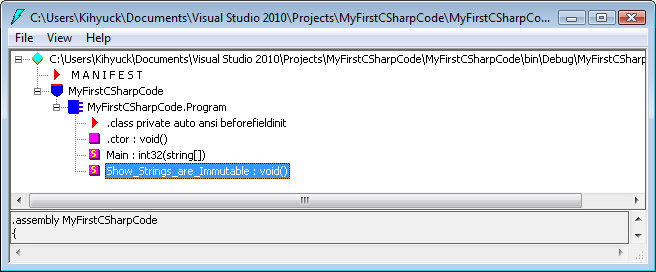 C:\Users\Kihyuck\Documents\Visual Studio 2010\Projects\MyFirstCSharpCode\MyFirstCSharpCo...
File View Help
C:\Users\Kihyuck\Documents\Visual Studio 2010\Projects\MyFirstCSharpCode\MyFirstCSharpCode\bin\Debug\MyFirstCSharp
M A N I F E S T
MyFirstCSharpCode
MyFirstCSharpCode.Program
.class private auto ansi beforefieldinit
.ctor : void()
S Main : int32(string[])
S Show_Strings_are_Immutable : void()
.assembly MyFirstCSharpCode
{